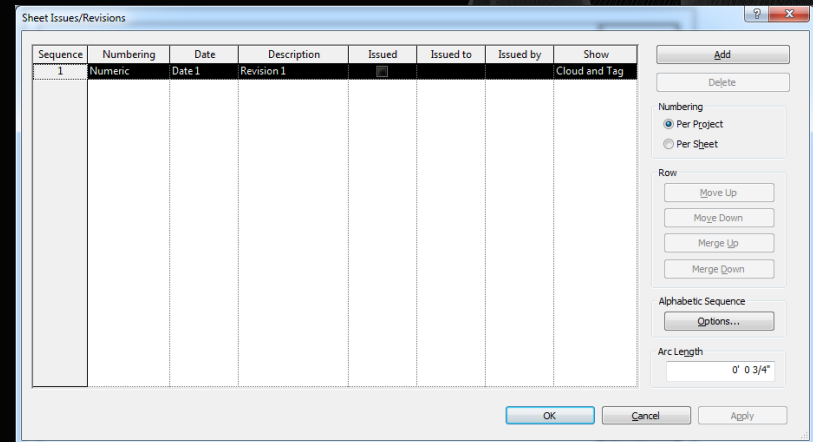 Sheet Issues/Revisions
Sequence Numbering Date Description Issued Issued to Issued by Show
1 Numeric Date 1 Revision 1 Cloud and Tag
Add
Delete
Numbering
Per Project
Per Sheet
Row
Move Up
Move Down
Merge Up
Merge Down
Alphabetic Sequence
Options...
Arc Length
0' 0 3/4"
OK Cancel Apply